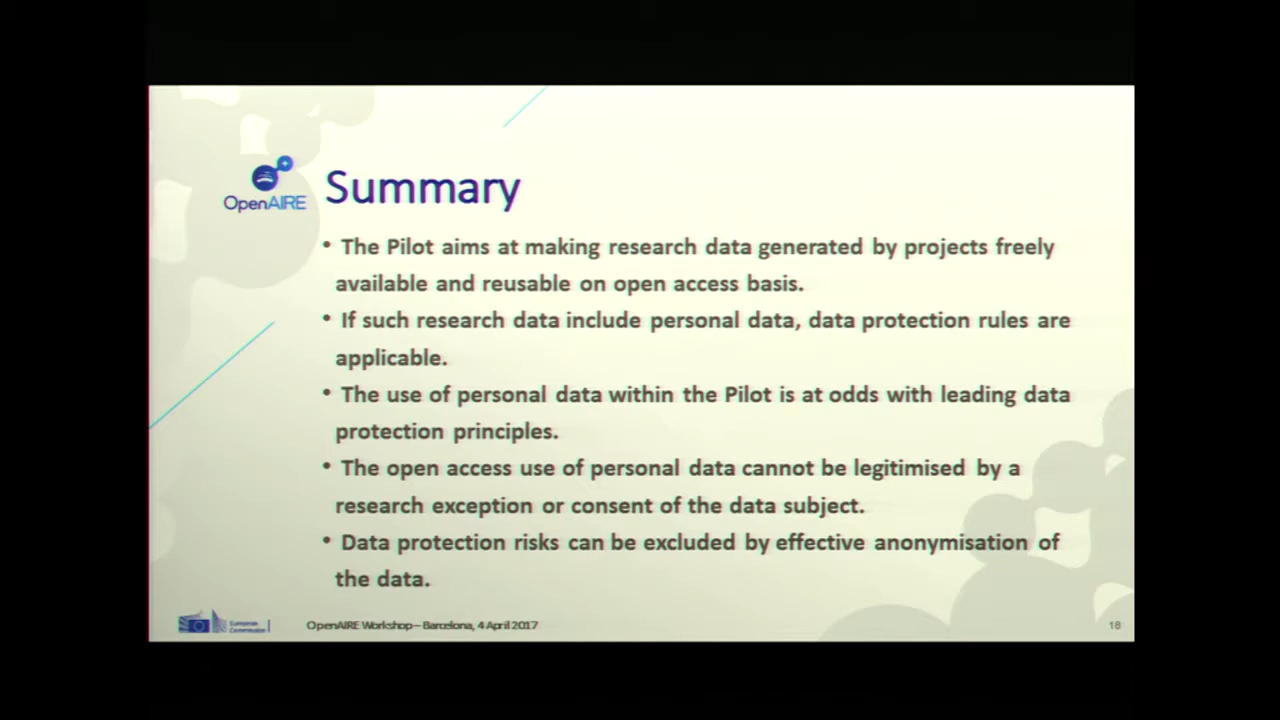 OpenAIRE
Summary
• The Pilot aims at making research data generated by projects freely
available and reusable on open access basis.
• If such research data include personal data, data protection rules are
applicable.
• The use of personal data within the Pilot is at odds with leading data
protection principles.
• The open access use of personal data cannot be legitimised by a
research exception or consent of the data subject.
• Data protection risks can be excluded by effective anonymisation of
the data.
European
Commission
OpenAIRE Workshop – Barcelona, 4 April 2017
18